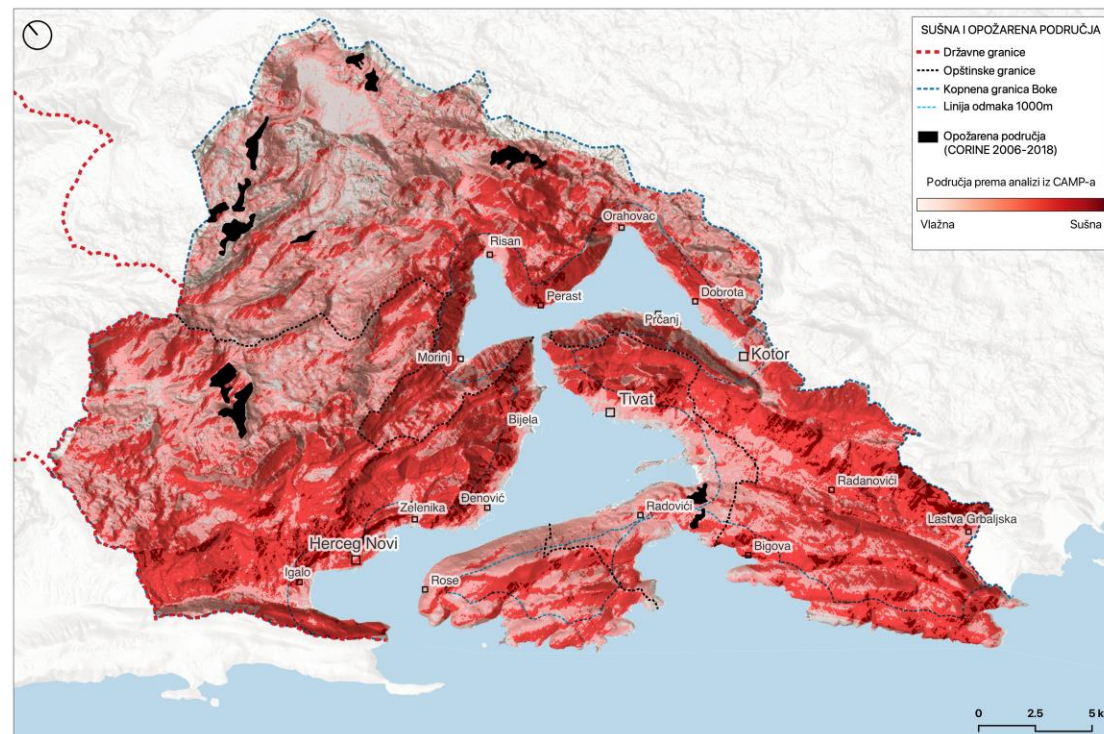 SUŠNA I OPOŽARENA PODRUČJA
Državne granice
Opštinske granice
Kopnena granica Boke
Linija odmaka 1000m
Opožarena područja
(CORINE 2006-2018)
Područja prema analizi iz CAMP-a
Vlažna
Sušna
Orahovac
Risan
Perast
Dobrota
Prčanj
Morinj
Kotor
Tivat
Bijela
Radanovići
Đenović
Radovići
Zelenika
Lastva Grbaljska
Herceg Novi
Bigova
Igalo
Rose
0
2.5
5 k